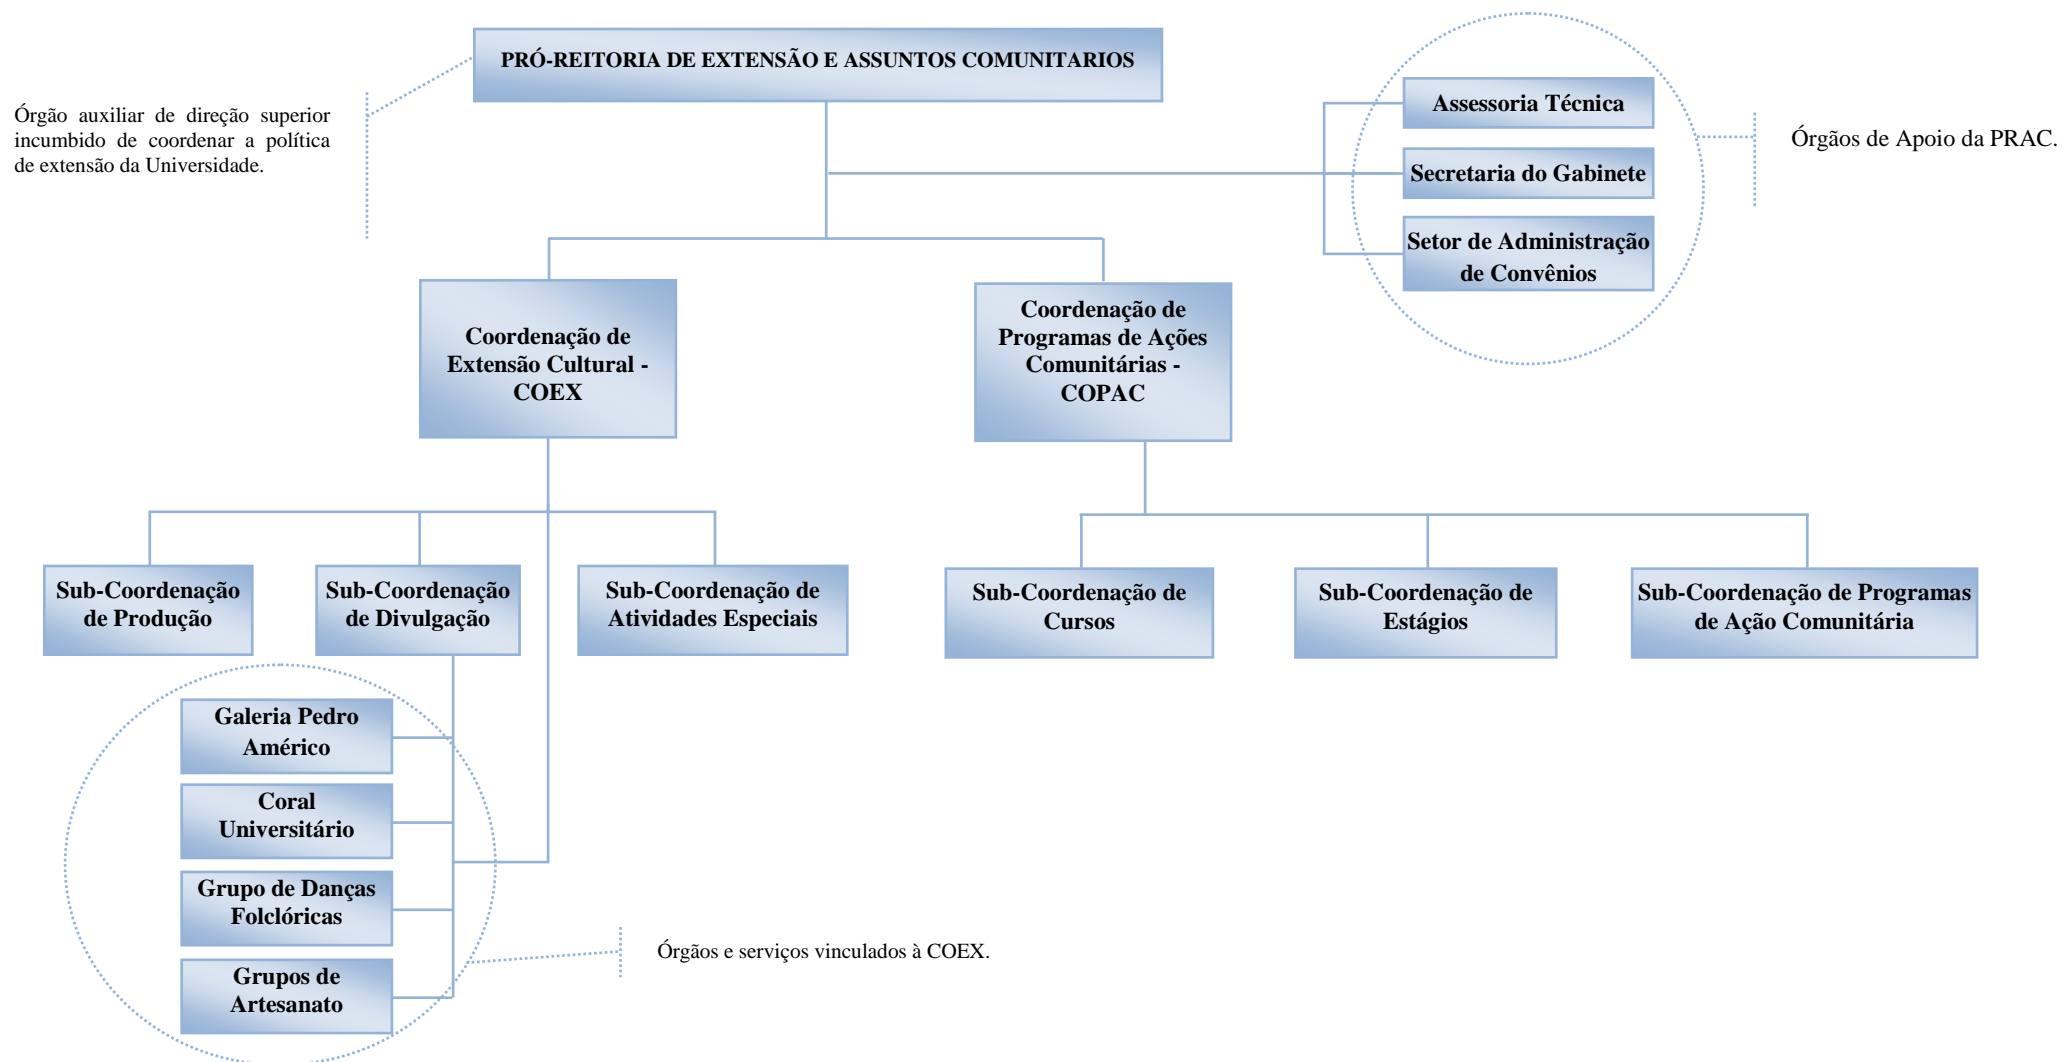 PRÓ-REITORIA DE EXTENSÃO E ASSUNTOS COMUNITARIOS
Órgão auxiliar de direção superior
incumbido de coordenar a política
de extensão da Universidade.
Assessoria Técnica
Secretaria do Gabinete
Setor de Administração
de Convênios
Órgãos de Apoio da PRAC.
Coordenação de
Extensão Cultural -
COEX
Coordenação de
Programas de Ações
Comunitárias -
COPAC
Sub-Coordenação
de Produção
Sub-Coordenação
de Divulgação
Sub-Coordenação de
Atividades Especiais
Sub-Coordenação de
Cursos
Sub-Coordenação de
Estágios
Sub-Coordenação de Programas
de Ação Comunitária
Galeria Pedro
Américo
Coral
Universitário
Grupo de Danças
Folclóricas
Grupos de
Artesanato
Órgãos e serviços vinculados à COEX.